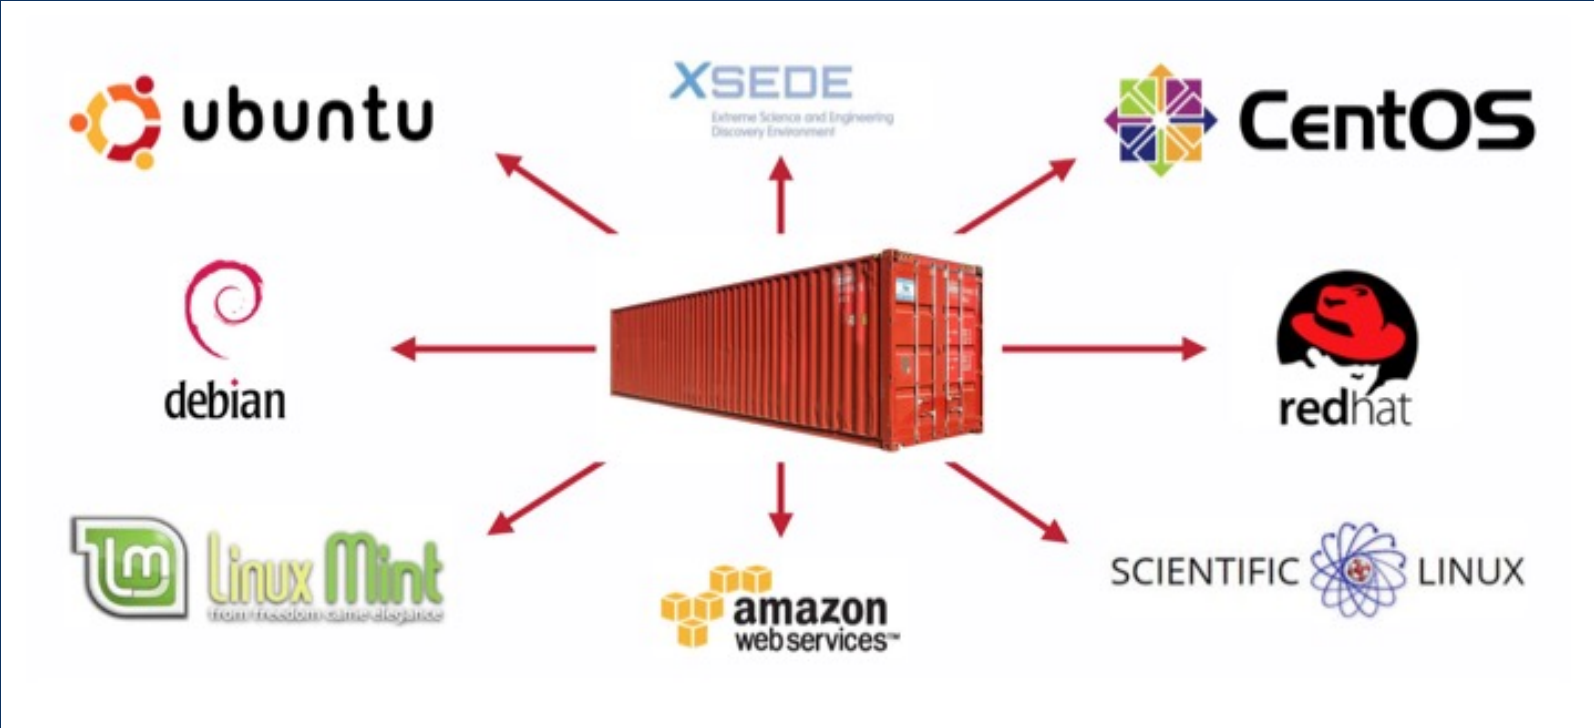 ubuntu
XSEDE
Extreme Science and Engineering
Discovery Environment
CentOS
debian
redhat
Linux Mint
from freedom came elegance
amazon
web services™
SCIENTIFIC LINUX